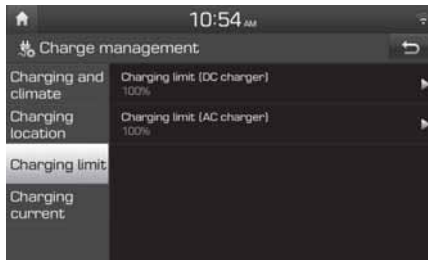 10:54 AM
Charge management
Charging and
climate
Charging limit (DC charger)
100%
Charging
location
Charging limit (AC charger)
100%
Charging limit
Charging
current